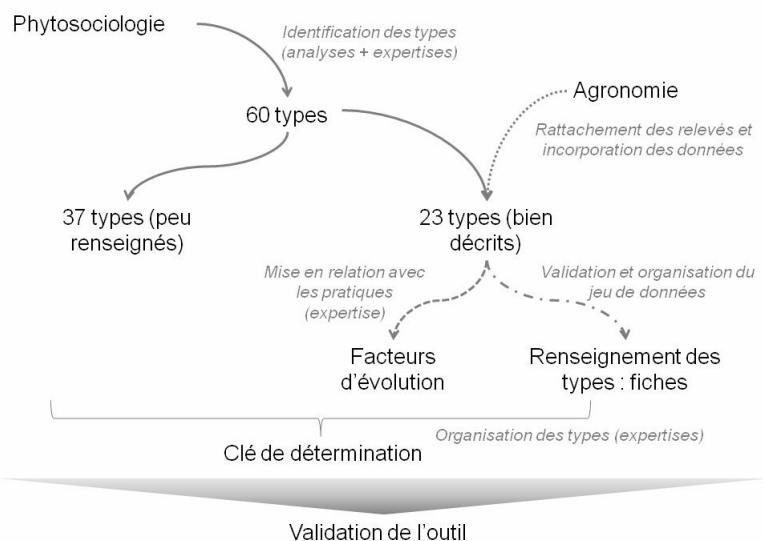 Phytosociologie
Identification des types
(analyses + expertises)
60 types
Agronomie
Rattachement des relevés et
incorporation des données
37 types (peu
renseignés)
23 types (bien
décrits)
Mise en relation avec
les pratiques
(expertise)
Validation et organisation du
jeu de données
Facteurs
d’évolution
Renseignement des
types : fiches
Organisation des types (expertises)
Clé de détermination
Validation de l’outil